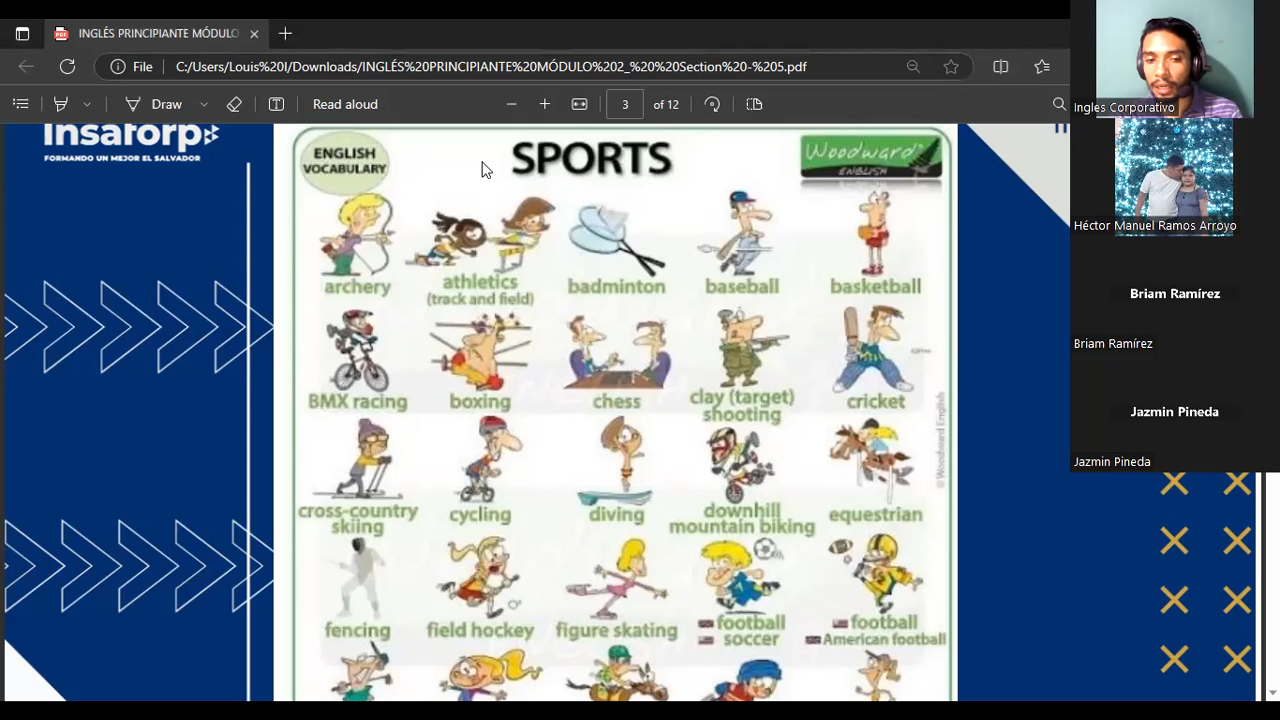 INGLÉS PRINCIPIANTE MÓDULO
File
C:/Users/Louis%20I/Downloads/INGLÉS%20PRINCIPIANTE%20MÓDULO%202_%20%20Section%20-%205.pdf
Draw
Read aloud
3 of 12
Insaforp
FORMANDO UN MEJOR EL SALVADOR
ENGLISH
VOCABULARY
SPORTS
Woodward
ENGLISH
archery
athletics
(track and field)
badminton
baseball
basketball
BMX racing
boxing
chess
clay (target)
shooting
cricket
cross-country
skiing
cycling
diving
downhill
mountain biking
equestrian
fencing
field hockey
figure skating
football
soccer
football
American football
© Woodward English
Ingles Corporativo
Héctor Manuel Ramos Arroyo
Briam Ramírez
Briam Ramírez
Jazmin Pineda
Jazmin Pineda